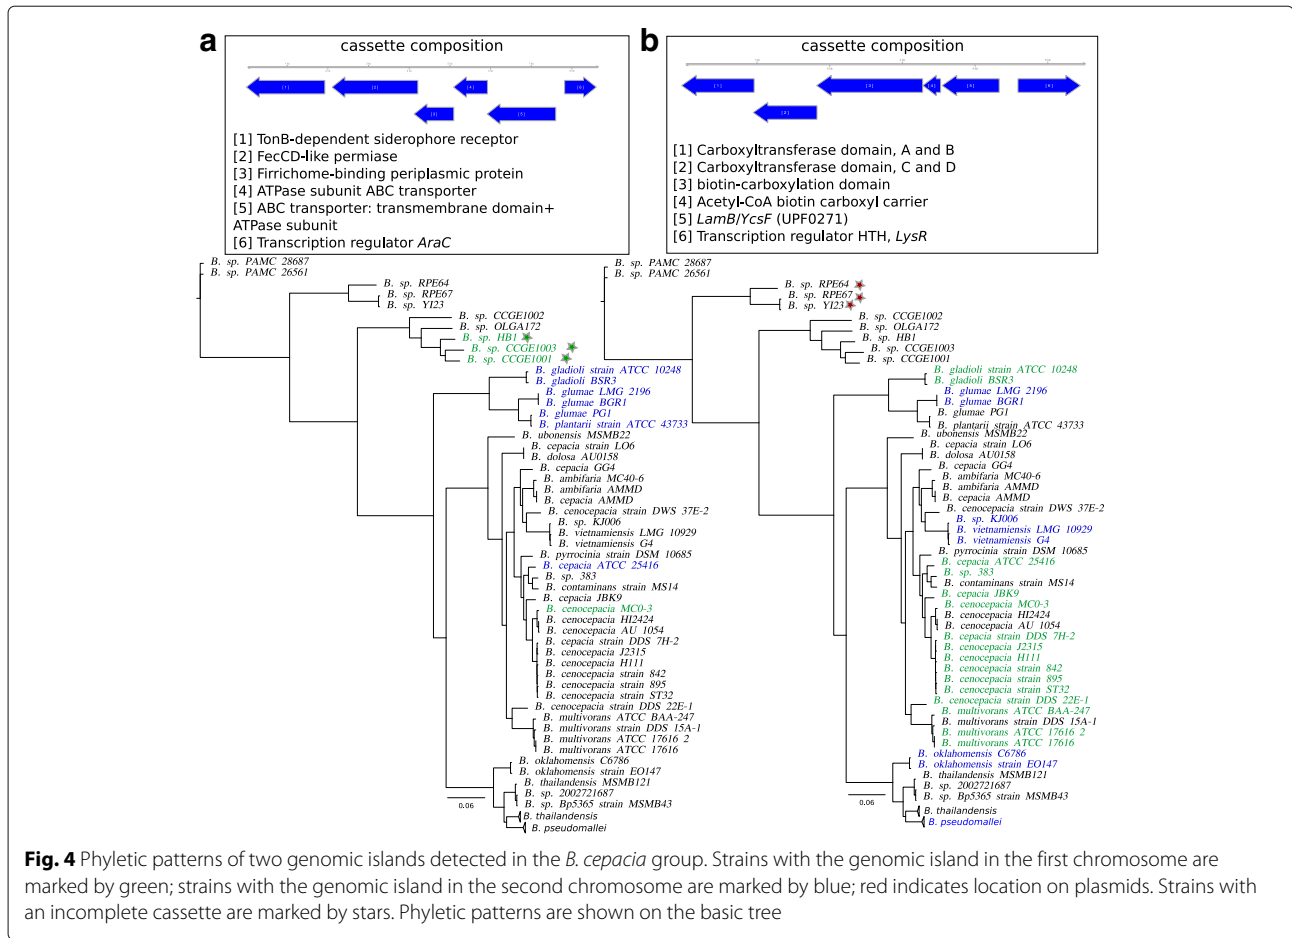 a
cassette composition
[1]
[2]
[3]
[4]
[5]
[6]
[1] TonB-dependent siderophore receptor
[2] FecCD-like permiase
[3] Firrichome-binding periplasmic protein
[4] ATPase subunit ABC transporter
[5] ABC transporter: transmembrane domain+
ATPase subunit
[6] Transcription regulator AraC
B. sp. PAMC 28687
B. sp. PAMC 26561
B. sp. RPE64
B. sp. RPE67
B. sp. YI23
B. sp. CCGE1002
B. sp. OLGA172
B. sp. HB1
B. sp. CCGE1003
B. sp. CCGE1001
B. gladioli strain ATCC 10248
B. gladioli BSR3
B. glumae LMG 2196
B. glumae BGR1
B. glumae PG1
B. plantarii strain ATCC 43733
B. ubonensis MSMB22
B. cepacia strain LO6
B. dolosa AU0158
B. cepacia GG4
B. ambifaria MC40-6
B. ambifaria AMMD
B. cepacia AMMD
B. cenocepacia strain DWS 37E-2
B. sp. KJ006
B. vietnamiensis LMG 10929
B. vietnamiensis G4
B. pyrrocinia strain DSM 10685
B. cepacia ATCC 25416
B. sp. 383
B. contaminans strain MS14
B. cepacia JBK9
B. cenocepacia MC0-3
B. cenocepacia HI2424
B. cenocepacia AU 1054
B. cepacia strain DDS 7H-2
B. cenocepacia J2315
B. cenocepacia H111
B. cenocepacia strain 842
B. cenocepacia strain 895
B. cenocepacia strain ST32
B. cenocepacia strain DDS 22E-1
B. multivorans ATCC BAA-247
B. multivorans strain DDS 15A-1
B. multivorans ATCC 17616 2
B. multivorans ATCC 17616
B. oklahomensis C6786
B. oklahomensis strain EO147
B. thailandensis MSMB121
B. sp. 2002721687
B. sp. Bp5365 strain MSMB43
B. thailandensis
B. pseudomallei
0.06
b
cassette composition
[1]
[2]
[3]
[4]
[5]
[6]
[1] Carboxyltransferase domain, A and B
[2] Carboxyltransferase domain, C and D
[3] biotin-carboxylation domain
[4] Acetyl-CoA biotin carboxyl carrier
[5] LamB/YcsF (UPF0271)
[6] Transcription regulator HTH, LysR
B. sp. PAMC 28687
B. sp. PAMC 26561
B. sp. RPE64
B. sp. RPE67
B. sp. YI23
B. sp. CCGE1002
B. sp. OLGA172
B. sp. HB1
B. sp. CCGE1003
B. sp. CCGE1001
B. gladioli strain ATCC 10248
B. gladioli BSR3
B. glumae LMG 2196
B. glumae BGR1
B. glumae PG1
B. plantarii strain ATCC 43733
B. ubonensis MSMB22
B. cepacia strain LO6
B. dolosa AU0158
B. cepacia GG4
B. ambifaria MC40-6
B. ambifaria AMMD
B. cepacia AMMD
B. cenocepacia strain DWS 37E-2
B. sp. KJ006
B. vietnamiensis LMG 10929
B. vietnamiensis G4
B. pyrrocinia strain DSM 10685
B. cepacia ATCC 25416
B. sp. 383
B. contaminans strain MS14
B. cepacia JBK9
B. cenocepacia MC0-3
B. cenocepacia HI2424
B. cenocepacia AU 1054
B. cepacia strain DDS 7H-2
B. cenocepacia J2315
B. cenocepacia H111
B. cenocepacia strain 842
B. cenocepacia strain 895
B. cenocepacia strain ST32
B. cenocepacia strain DDS 22E-1
B. multivorans ATCC BAA-247
B. multivorans strain DDS 15A-1
B. multivorans ATCC 17616 2
B. multivorans ATCC 17616
B. oklahomensis C6786
B. oklahomensis strain EO147
B. thailandensis MSMB121
B. sp. 2002721687
B. sp. Bp5365 strain MSMB43
B. thailandensis
B. pseudomallei
0.06
Fig. 4 Phyletic patterns of two genomic islands detected in the B. cepacia group. Strains with the genomic island in the first chromosome are
marked by green; strains with the genomic island in the second chromosome are marked by blue; red indicates location on plasmids. Strains with
an incomplete cassette are marked by stars. Phyletic patterns are shown on the basic tree